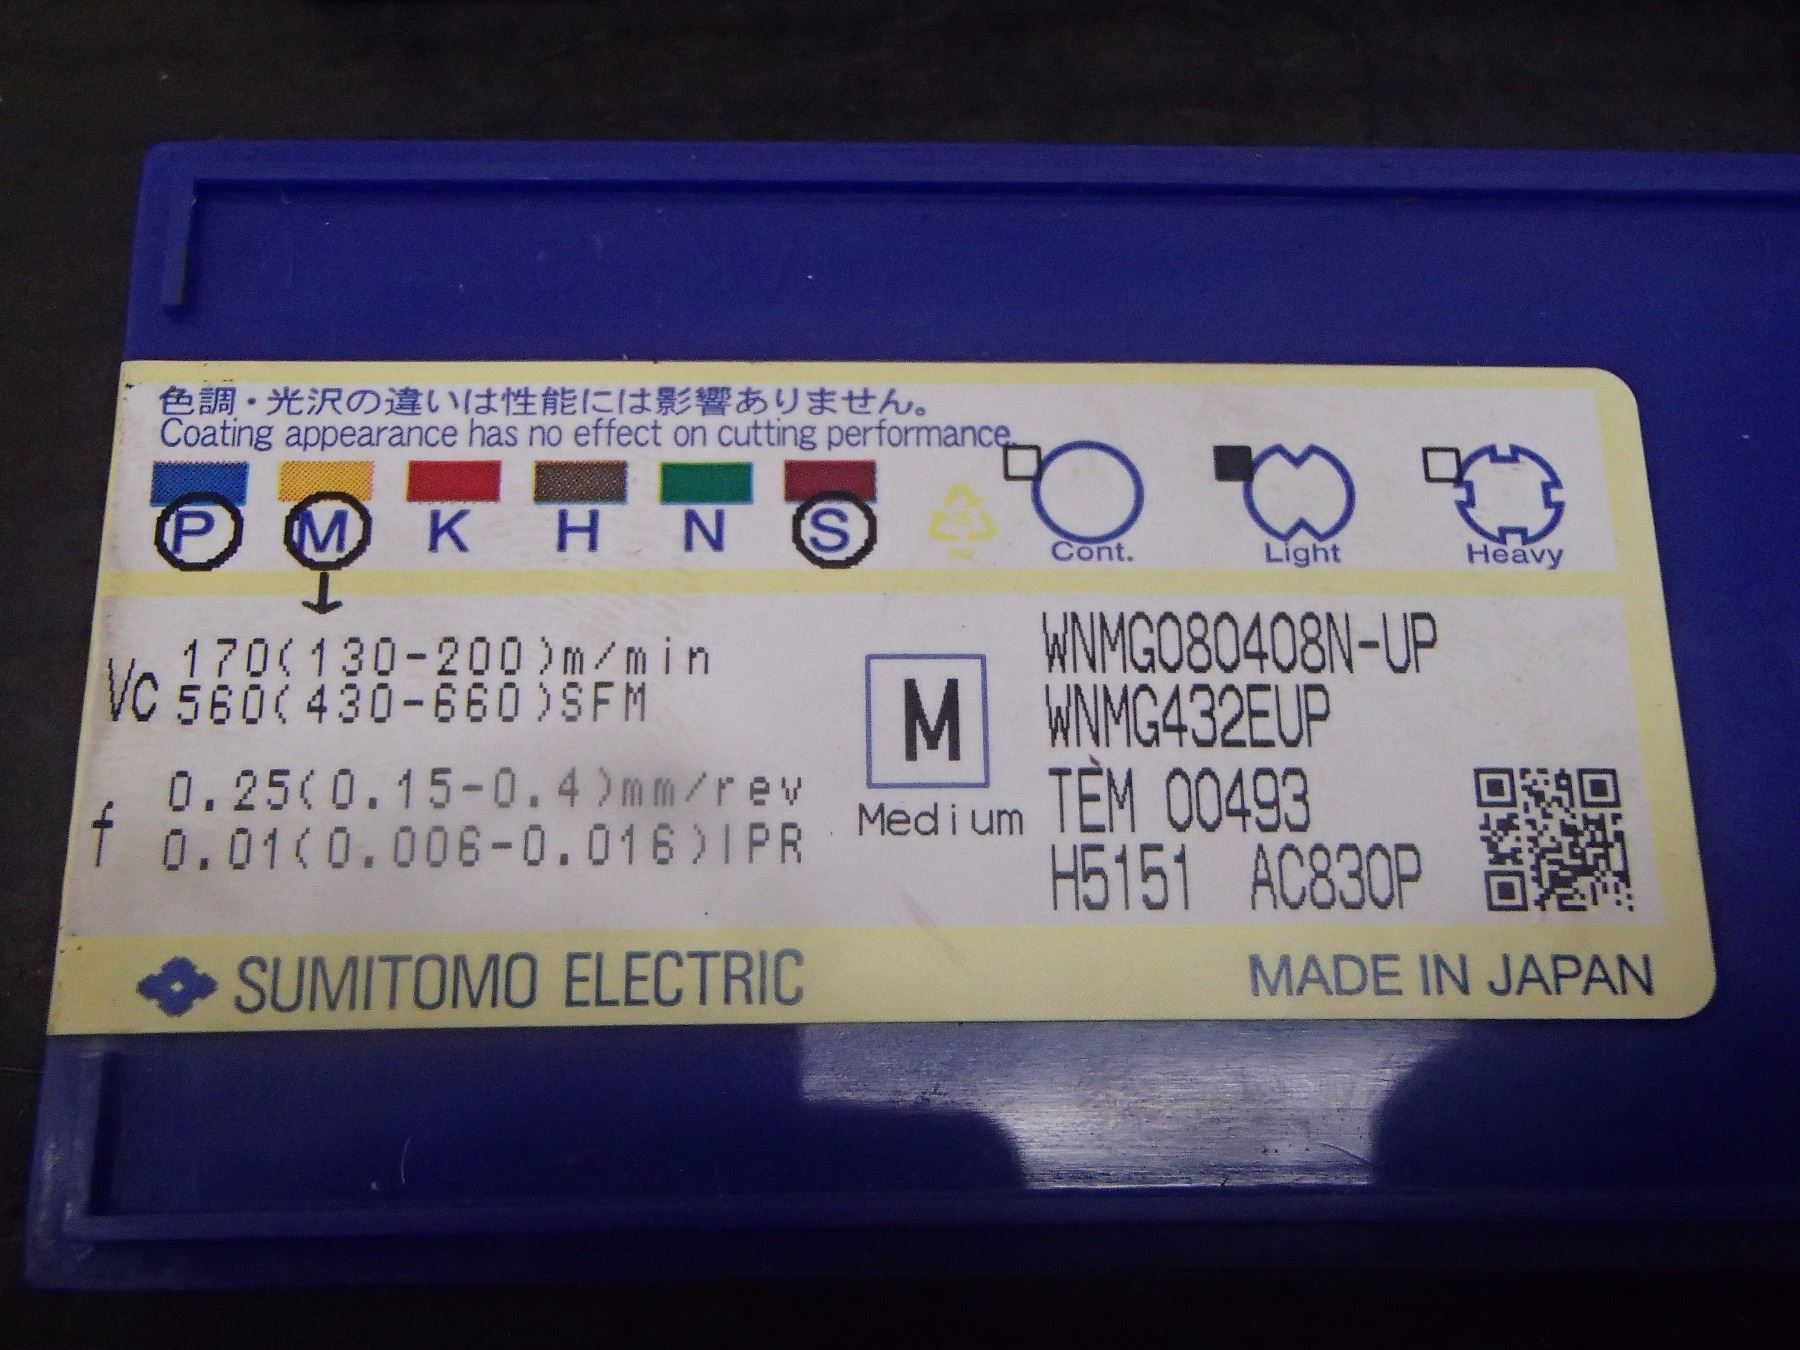 色調・光沢の違いは性能には影響ありません。
Coating appearance has no effect on cutting performance.
P M K H N S
Cont. Light Heavy
Vc 170(130-200)m/min
560(430-660)SFM
f 0.25(0.15-0.4)mm/rev
0.01(0.006-0.016)IPR
M
Medium
WNMG080408N-UP
WNMG432EUP
TÈM 00493
H5151 AC830P
SUMITOMO ELECTRIC
MADE IN JAPAN